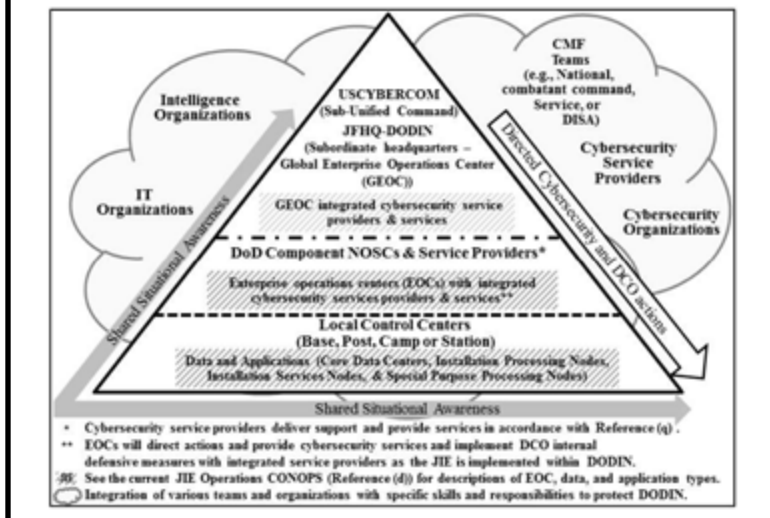 CMF
Teams
(e.g., National,
combatant command,
Service, or
DISA)
Intelligence
Organizations
USCYBERCOM
(Sub-Unified Command)
JFHQ-DODIN
(Subordinate headquarters –
Global Enterprise Operations Center
(GEOC))
Cybersecurity
Service
Providers
IT
Organizations
Cybersecurity
Organizations
GEOC integrated cybersecurity service
providers & services
Shared Situational Awareness
Directed Cybersecurity and DCO actions
DoD Component NOSCs & Service Providers*
Enterprise operations centers (EOCs) with integrated
cybersecurity services providers & services**
Local Control Centers
(Base, Post, Camp or Station)
Data and Applications (Core Data Centers, Installation Processing Nodes,
Installation Services Nodes, & Special Purpose Processing Nodes)
Shared Situational Awareness
* Cybersecurity service providers deliver support and provide services in accordance with Reference (q) .
** EOCs will direct actions and provide cybersecurity services and implement DCO internal
defensive measures with integrated service providers as the JIE is implemented within DODIN.
See the current JIE Operations CONOPS (Reference (d)) for descriptions of EOC, data, and application types.
Integration of various teams and organizations with specific skills and responsibilities to protect DODIN.